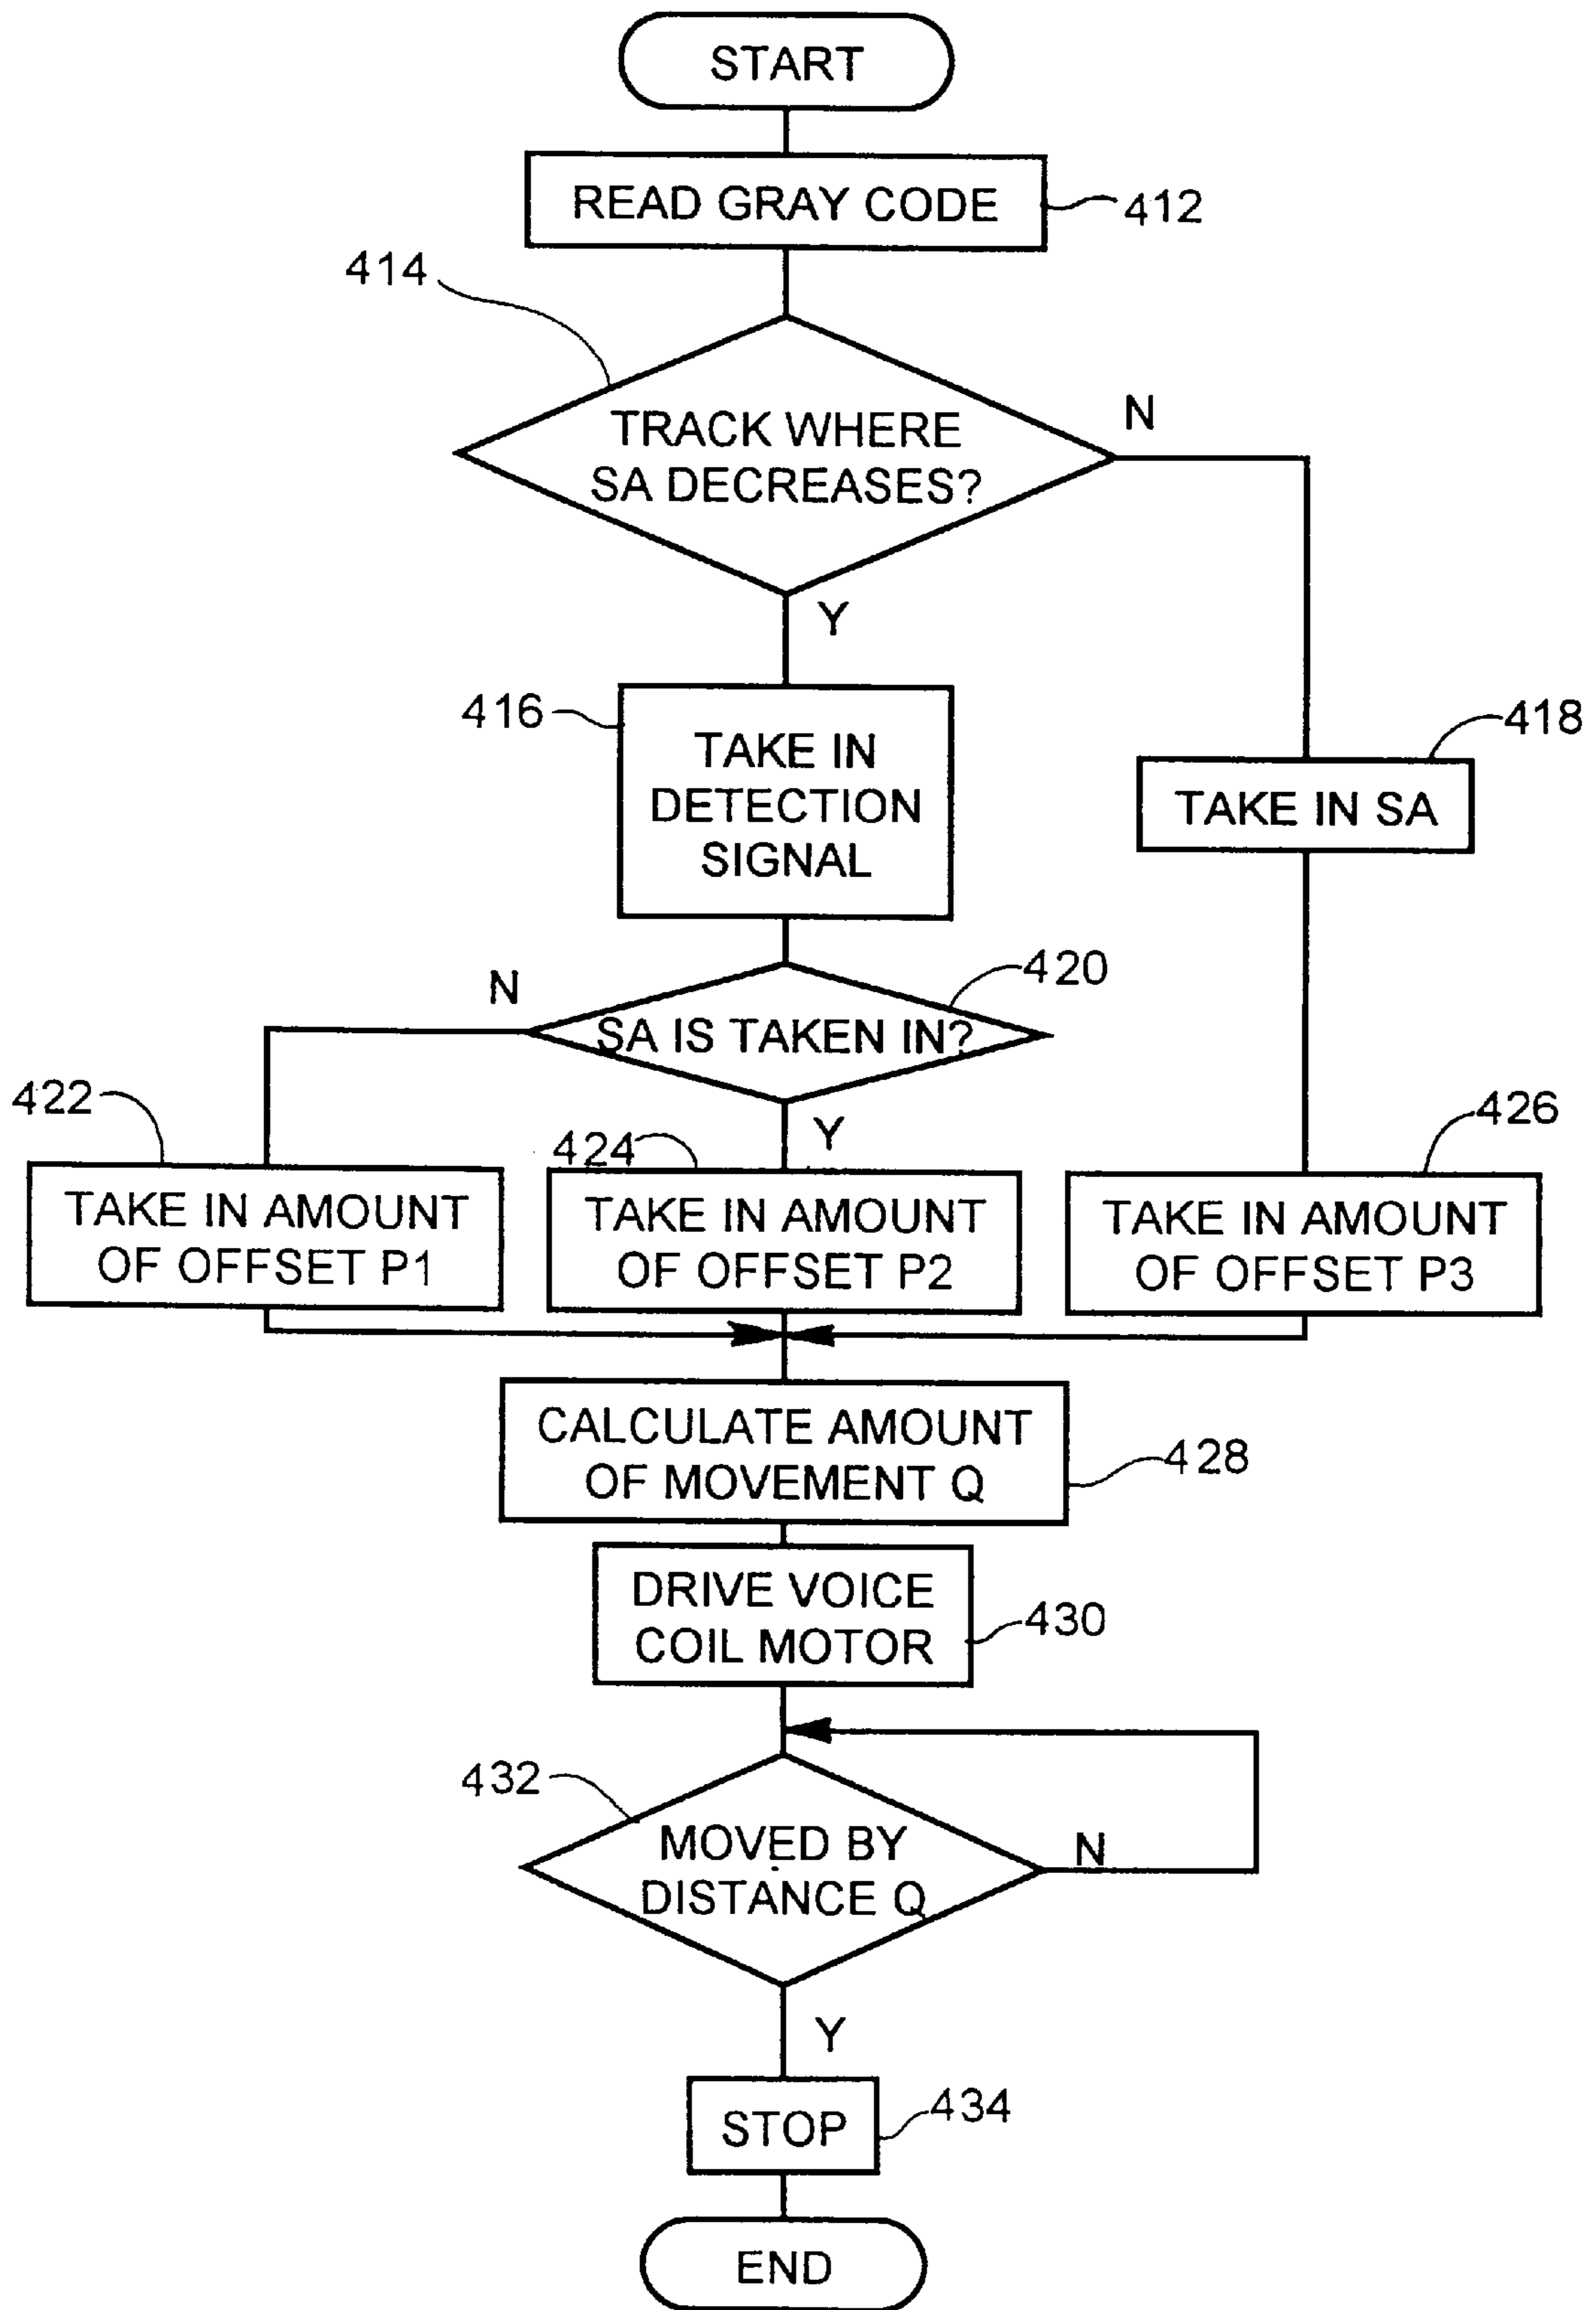 START
READ GRAY CODE
412
414
TRACK WHERE
SA DECREASES?
N
Y
416
TAKE IN
DETECTION
SIGNAL
418
TAKE IN SA
420
N
SA IS TAKEN IN?
Y
422
424
426
TAKE IN AMOUNT
OF OFFSET P1
TAKE IN AMOUNT
OF OFFSET P2
TAKE IN AMOUNT
OF OFFSET P3
CALCULATE AMOUNT
OF MOVEMENT Q
428
DRIVE VOICE
COIL MOTOR
430
432
MOVED BY
DISTANCE Q
N
Y
STOP
434
END